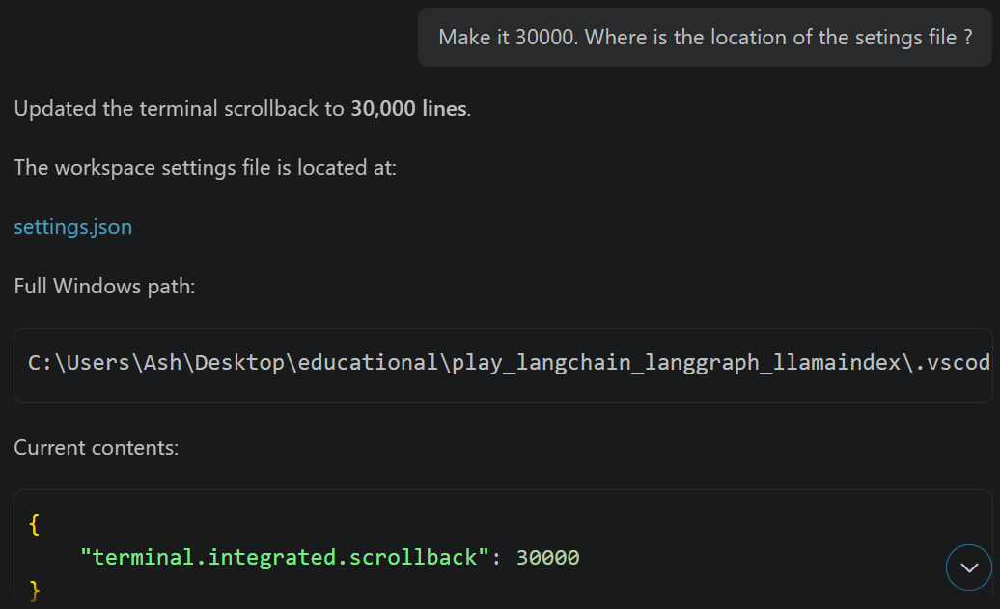 Make it 30000. Where is the location of the setings file ?
Updated the terminal scrollback to 30,000 lines.
The workspace settings file is located at:
settings.json
Full Windows path:
C:\Users\Ash\Desktop\educational\play_langchain_langgraph_llamaindex\.vscod
Current contents:
{
"terminal.integrated.scrollback": 30000
}